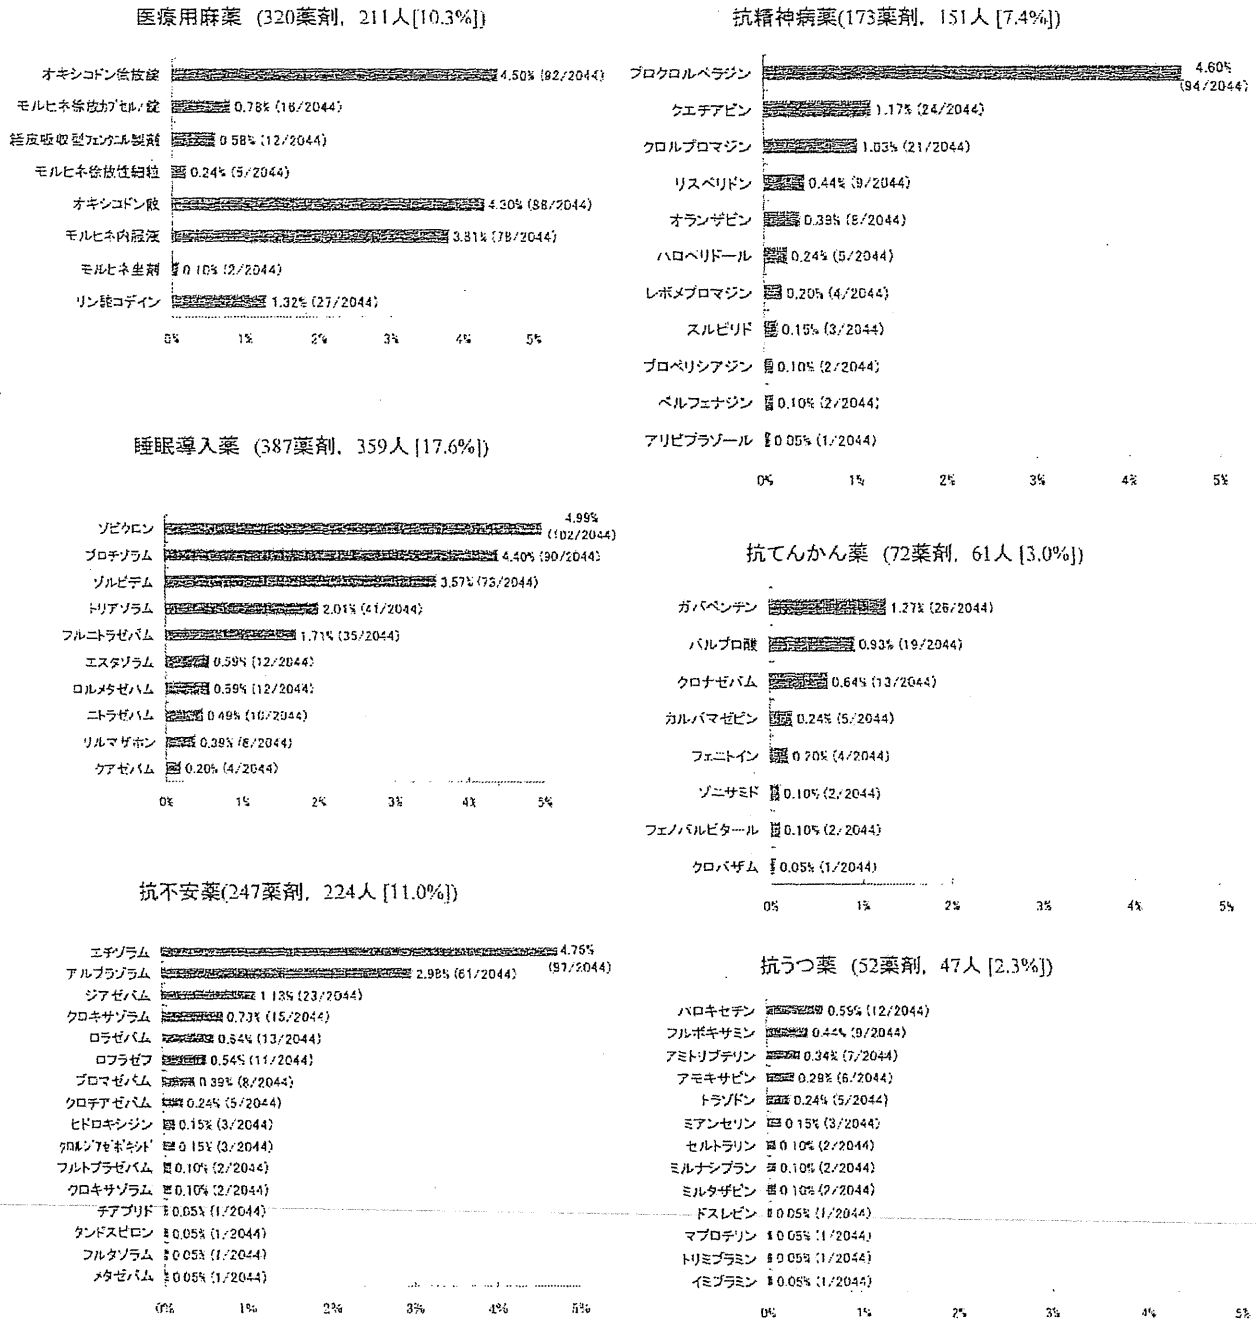 医療用麻薬 (320薬剤, 211人[10.3%])
オキシコドン徐放錠 4.50% (92/2044)
モルヒネ徐放カプセル/錠 0.78% (16/2044)
経皮吸収型フェンタニル製剤 0.58% (12/2044)
モルヒネ徐放性細粒 0.24% (5/2044)
オキシコドン散 4.30% (88/2044)
モルヒネ内服液 3.81% (78/2044)
モルヒネ坐剤 0.10% (2/2044)
リン酸コデイン 1.32% (27/2044)
0% 1% 2% 3% 4% 5%
睡眠導入薬 (387薬剤, 359人 [17.6%])
ゾピクロン 4.99% (102/2044)
ブロチゾラム 4.40% (90/2044)
ゾルピデム 3.57% (73/2044)
トリアゾラム 2.01% (41/2044)
フルニトラゼパム 1.71% (35/2044)
エスタゾラム 0.59% (12/2044)
ロルメタゼパム 0.59% (12/2044)
ニトラゼパム 0.49% (10/2044)
リルマザホン 0.39% (8/2044)
クアゼパム 0.20% (4/2044)
0% 1% 2% 3% 4% 5%
抗不安薬(247薬剤, 224人 [11.0%])
エチゾラム 4.75% (97/2044)
アルプラゾラム 2.98% (61/2044)
ジアゼパム 1.13% (23/2044)
クロキサゾラム 0.73% (15/2044)
ロラゼパム 0.64% (13/2044)
ロフラゼプ 0.54% (11/2044)
ブロマゼパム 0.39% (8/2044)
クロチアゼパム 0.24% (5/2044)
ヒドロキシジン 0.15% (3/2044)
クロルジアゼポキシド 0.15% (3/2044)
フルトプラゼパム 0.10% (2/2044)
クロキサゾラム 0.10% (2/2044)
チアプリド 0.05% (1/2044)
タンドスピロン 0.05% (1/2044)
フルタゾラム 0.05% (1/2044)
メタゼパム 0.05% (1/2044)
0% 1% 2% 3% 4% 5%
抗精神病薬(173薬剤, 151人 [7.4%])
プロクロルペラジン 4.60% (94/2044)
クエチアピン 1.17% (24/2044)
クロルプロマジン 1.03% (21/2044)
リスペリドン 0.44% (9/2044)
オランザピン 0.39% (8/2044)
ハロペリドール 0.24% (5/2044)
レボメプロマジン 0.20% (4/2044)
スルピリド 0.15% (3/2044)
プロペリシアジン 0.10% (2/2044)
ペルフェナジン 0.10% (2/2044)
アリピプラゾール 0.05% (1/2044)
0% 1% 2% 3% 4% 5%
抗てんかん薬 (72薬剤, 61人 [3.0%])
ガバペンテン 1.27% (26/2044)
バルプロ酸 0.93% (19/2044)
クロナゼパム 0.64% (13/2044)
カルバマゼピン 0.24% (5/2044)
フェニトイン 0.20% (4/2044)
ゾニサミド 0.10% (2/2044)
フェノバルビタール 0.10% (2/2044)
クロバザム 0.05% (1/2044)
0% 1% 2% 3% 4% 5%
抗うつ薬 (52薬剤, 47人 [2.3%])
パロキセチン 0.59% (12/2044)
フルボキサミン 0.44% (9/2044)
アミトリプテリン 0.34% (7/2044)
アモキサピン 0.29% (6/2044)
トラゾドン 0.24% (5/2044)
ミアンセリン 0.15% (3/2044)
セルトラリン 0.10% (2/2044)
ミルナシプラン 0.10% (2/2044)
ミルタザピン 0.10% (2/2044)
ドスレピン 0.05% (1/2044)
マプロテリン 0.05% (1/2044)
トリミプラミン 0.05% (1/2044)
イミプラミン 0.05% (1/2044)
0% 1% 2% 3% 4% 5%